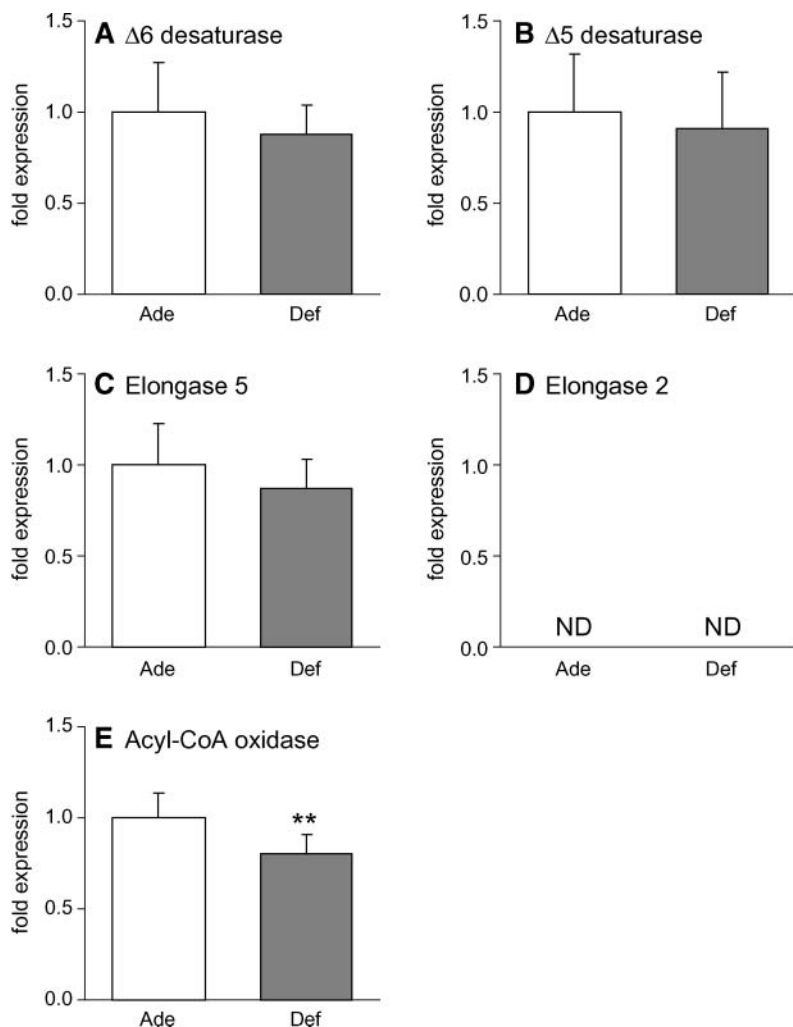 A Δ6 desaturase
1.5
1.0
0.5
0.0
fold expression
Ade Def
B Δ5 desaturase
1.5
1.0
0.5
0.0
fold expression
Ade Def
C Elongase 5
1.5
1.0
0.5
0.0
fold expression
Ade Def
D Elongase 2
1.5
1.0
0.5
0.0
fold expression
ND ND
Ade Def
E Acyl-CoA oxidase
1.5
1.0
0.5
0.0
fold expression
**
Ade Def